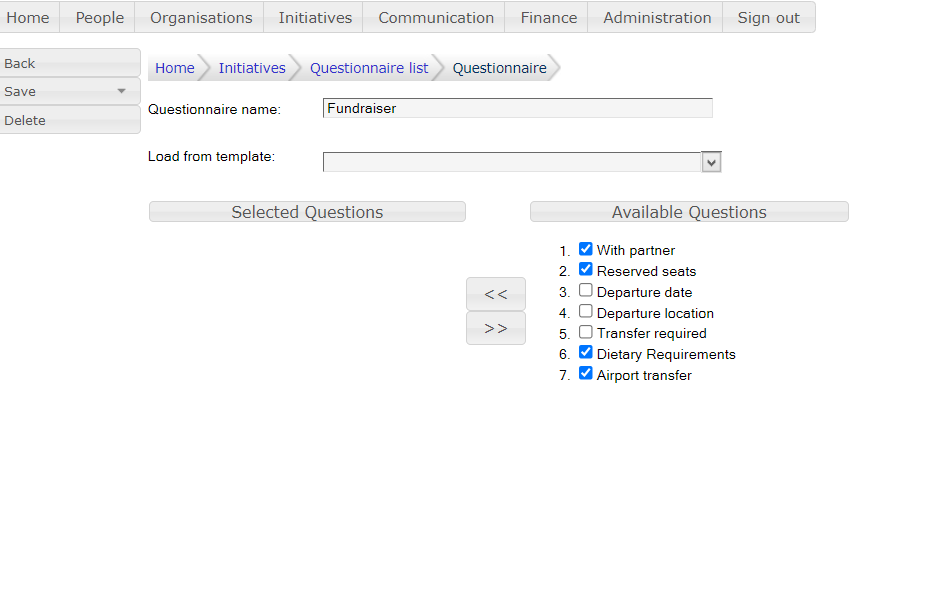 Home People Organisations Initiatives Communication Finance Administration Sign out
Back
Save
Delete
Home Initiatives Questionnaire list Questionnaire
Questionnaire name: Fundraiser
Load from template:
Selected Questions
<<
>>
Available Questions
1. With partner
2. Reserved seats
3. Departure date
4. Departure location
5. Transfer required
6. Dietary Requirements
7. Airport transfer